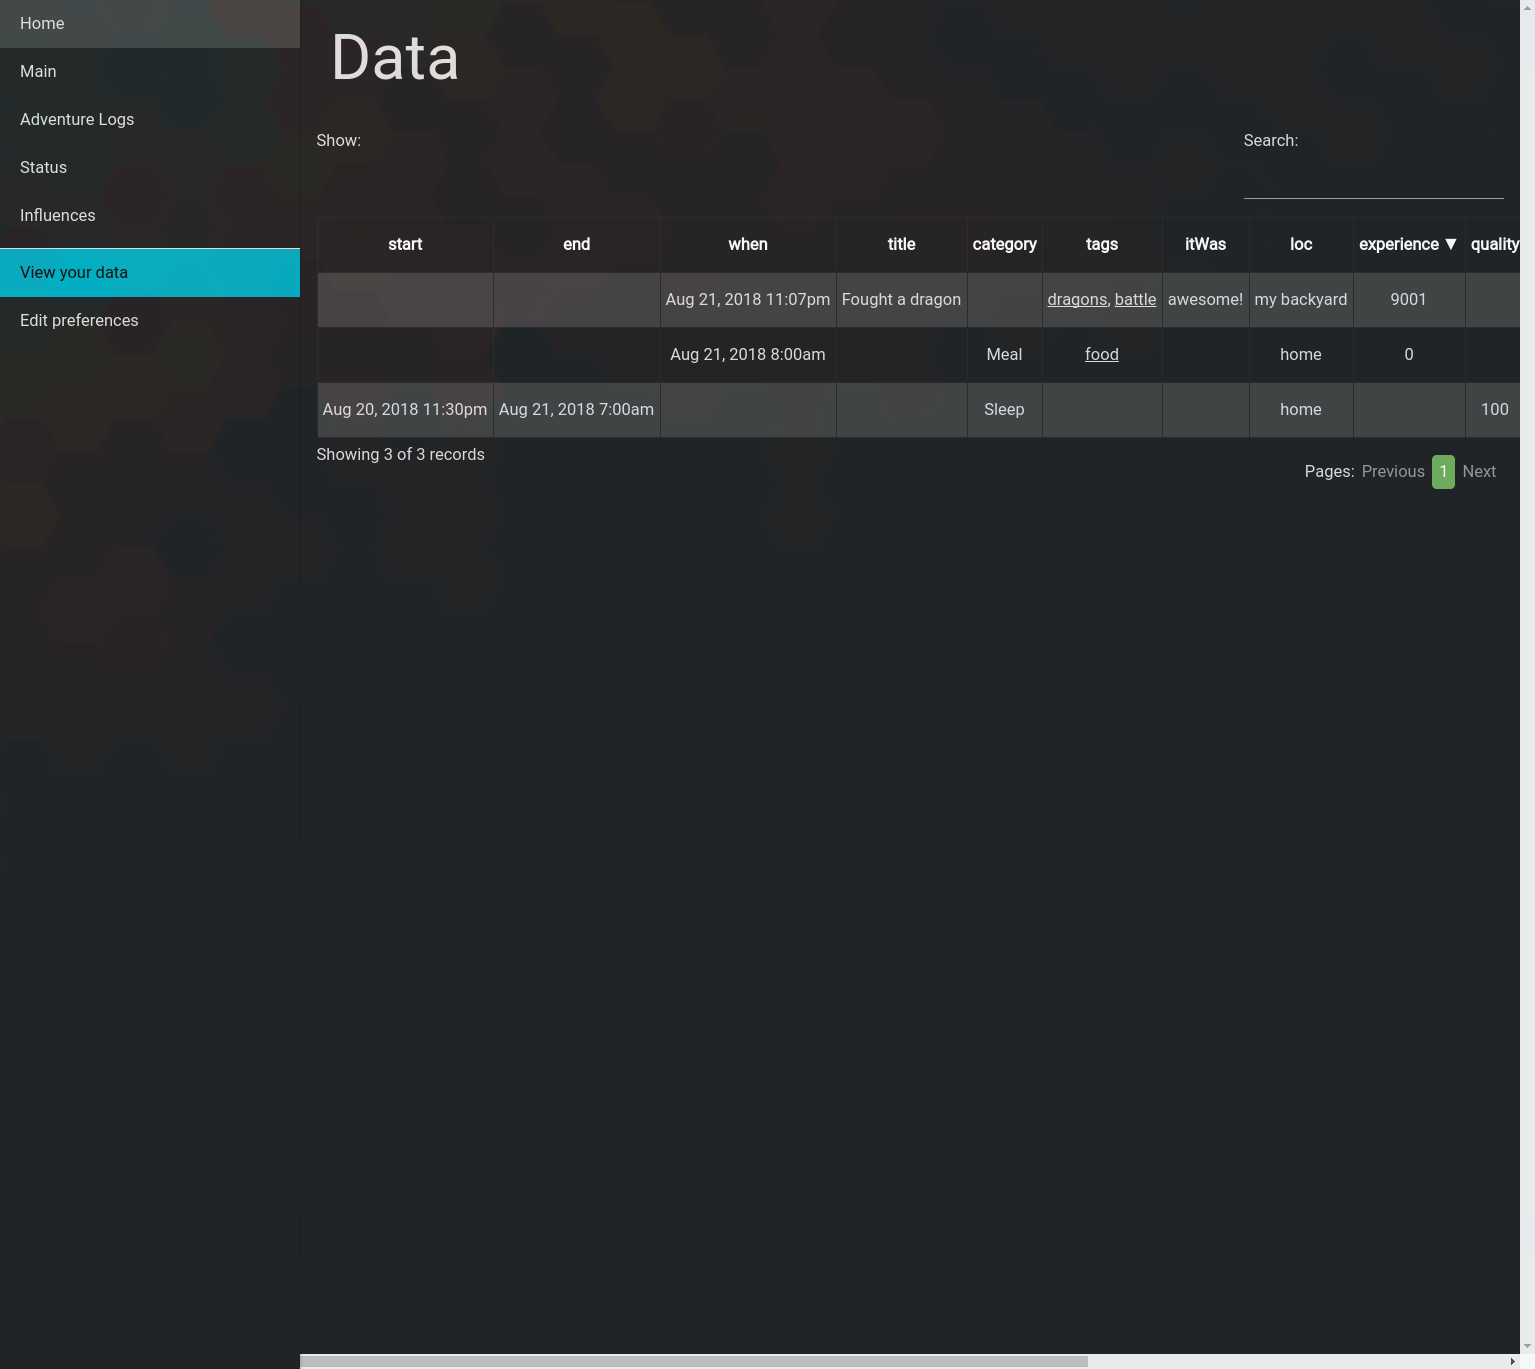 Home
Main
Adventure Logs
Status
Influences
View your data
Edit preferences
Data
Show:
Search:
start end when title category tags itWas loc experience ▼ quality
Aug 21, 2018 11:07pm Fought a dragon dragons, battle awesome! my backyard 9001
Aug 21, 2018 8:00am Meal food home 0
Aug 20, 2018 11:30pm Aug 21, 2018 7:00am Sleep home 100
Showing 3 of 3 records
Pages: Previous 1 Next